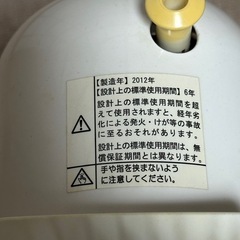 【製造年】2012年
【設計上の標準使用期間】6年
設計上の標準使用期間を超
えて使用されますと、経年劣
化による発火・けが等の事故
に至るおそれがあります。
設計上の標準使用期間は、無
償保証期間とは異なります。
手や指を挟まないよう
に注意してください。